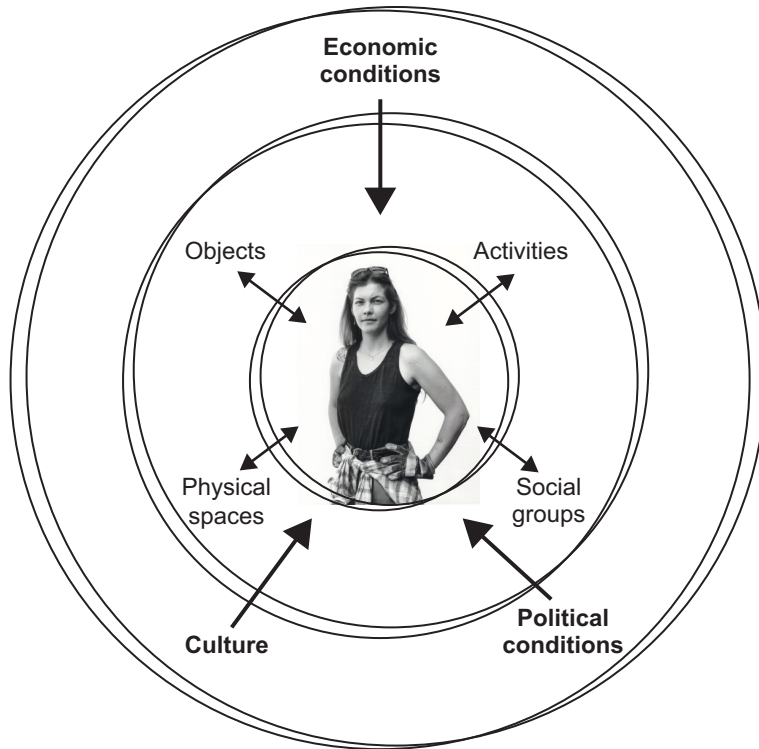 Economic
conditions
Objects
Activities
Physical
spaces
Social
groups
Culture
Political
conditions